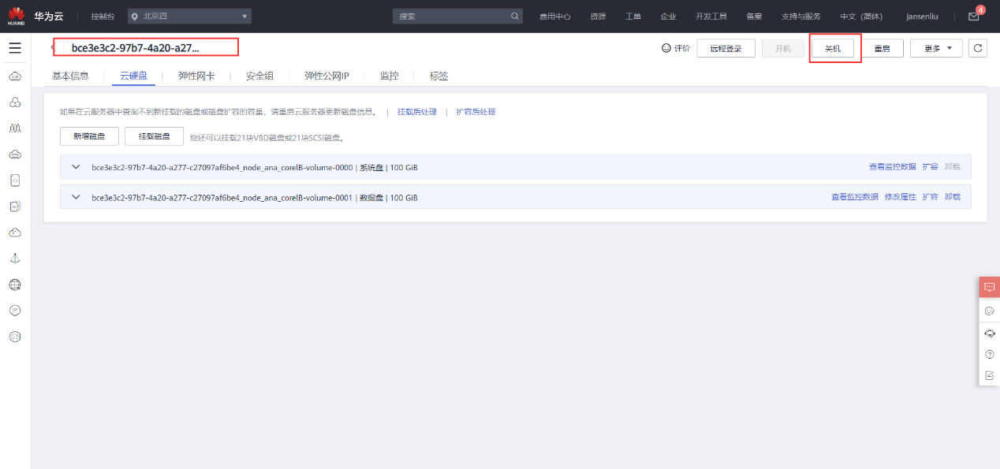 HUAWEI 华为云 控制台 北京四 搜索 费用中心 资源 工单 企业 开发工具 备案 支持与服务 中文（简体） jansenliu 4
bce3e3c2-97b7-4a20-a27... 评价 远程登录 开机 关机 重启 更多
基本信息 云硬盘 弹性网卡 安全组 弹性公网IP 监控 标签
如果在云服务器中查询不到新挂载的磁盘或磁盘扩容的容量，请重启云服务器更新磁盘信息。 | 挂载后处理 | 扩容后处理
新增磁盘 挂载磁盘 您还可以挂载21块VBD磁盘或21块SCSI磁盘。
bce3e3c2-97b7-4a20-a277-c27097af6be4_node_ana_corelB-volume-0000 | 系统盘 | 100 GiB 查看监控数据 扩容 卸载
bce3e3c2-97b7-4a20-a277-c27097af6be4_node_ana_corelB-volume-0001 | 数据盘 | 100 GiB 查看监控数据 修改属性 扩容 卸载
IP